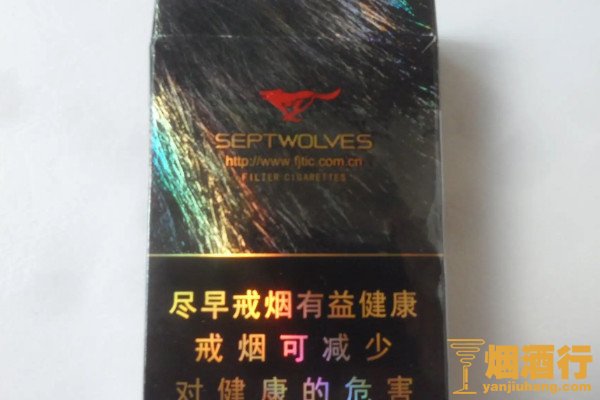 SEPTWOLVES
http://www.fjtic.com.cn
FILTER CIGARETTES
尽早戒烟有益健康
戒烟可减少
对健康的危害
烟酒行
yanjiuhang.com